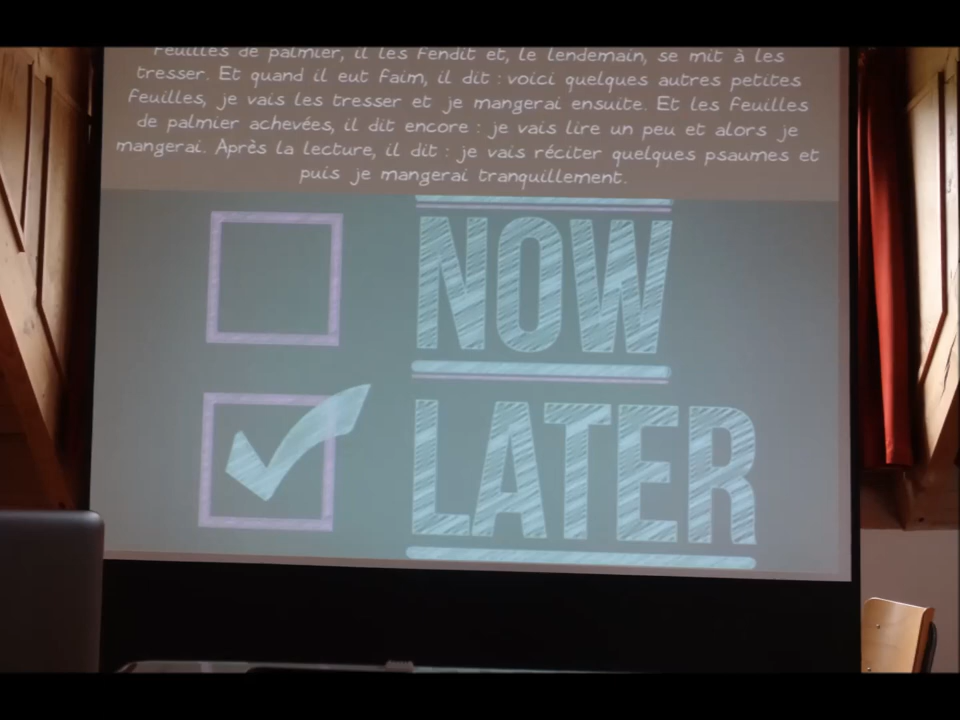 Feuilles de palmier, il les Fendit et, le lendemain, se mit à les
tresser. Et quand il eut Faim, il dit : voici quelques autres petites
Feuilles, je vais les tresser et je mangerai ensuite. Et les Feuilles
de palmier achevées, il dit encore : je vais lire un peu et alors je
mangerai. Après la lecture, il dit : je vais réciter quelques psaumes et
puis je mangerai tranquillement.
NOW
LATER